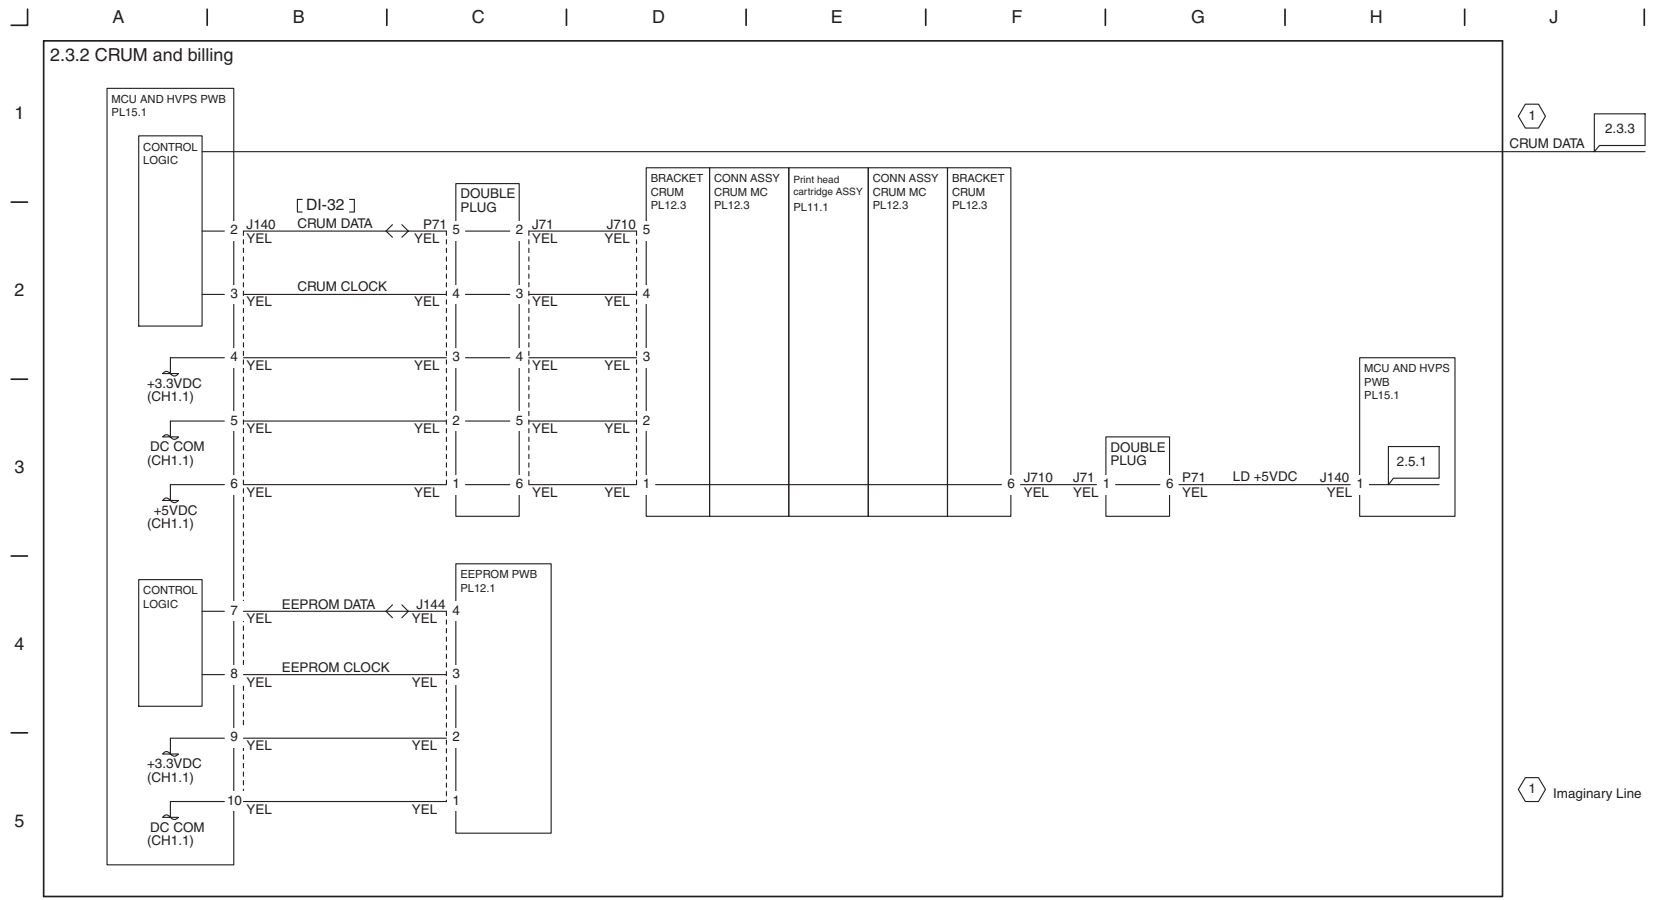 A B C D E F G H J
2.3.2 CRUM and billing
1
MCU AND HVPS PWB
PL15.1
CONTROL
LOGIC
1
CRUM DATA
2.3.3
DOUBLE
PLUG
BRACKET
CRUM
PL12.3
CONN ASSY
CRUM MC
PL12.3
Print head
cartridge ASSY
PL11.1
CONN ASSY
CRUM MC
PL12.3
BRACKET
CRUM
PL12.3
[ DI-32 ]
2 J140 CRUM DATA P71 5 2 J71 J710 5
YEL YEL YEL YEL
2
3 CRUM CLOCK 4 3 4
YEL YEL YEL YEL
4 3 4 3
YEL YEL YEL YEL
+3.3VDC
(CH1.1)
MCU AND HVPS
PWB
PL15.1
5 2 5 2
YEL YEL YEL YEL
DC COM
(CH1.1)
3
DOUBLE
PLUG
2.5.1
6 1 6 1 6 J710 J71 1 6 P71 LD +5VDC J140 1
YEL YEL YEL YEL YEL YEL YEL YEL
+5VDC
(CH1.1)
EEPROM PWB
PL12.1
CONTROL
LOGIC
7 EEPROM DATA J144 4
YEL YEL
4
8 EEPROM CLOCK 3
YEL YEL
9 2
YEL YEL
+3.3VDC
(CH1.1)
1 Imaginary Line
10 1
YEL YEL
5
DC COM
(CH1.1)